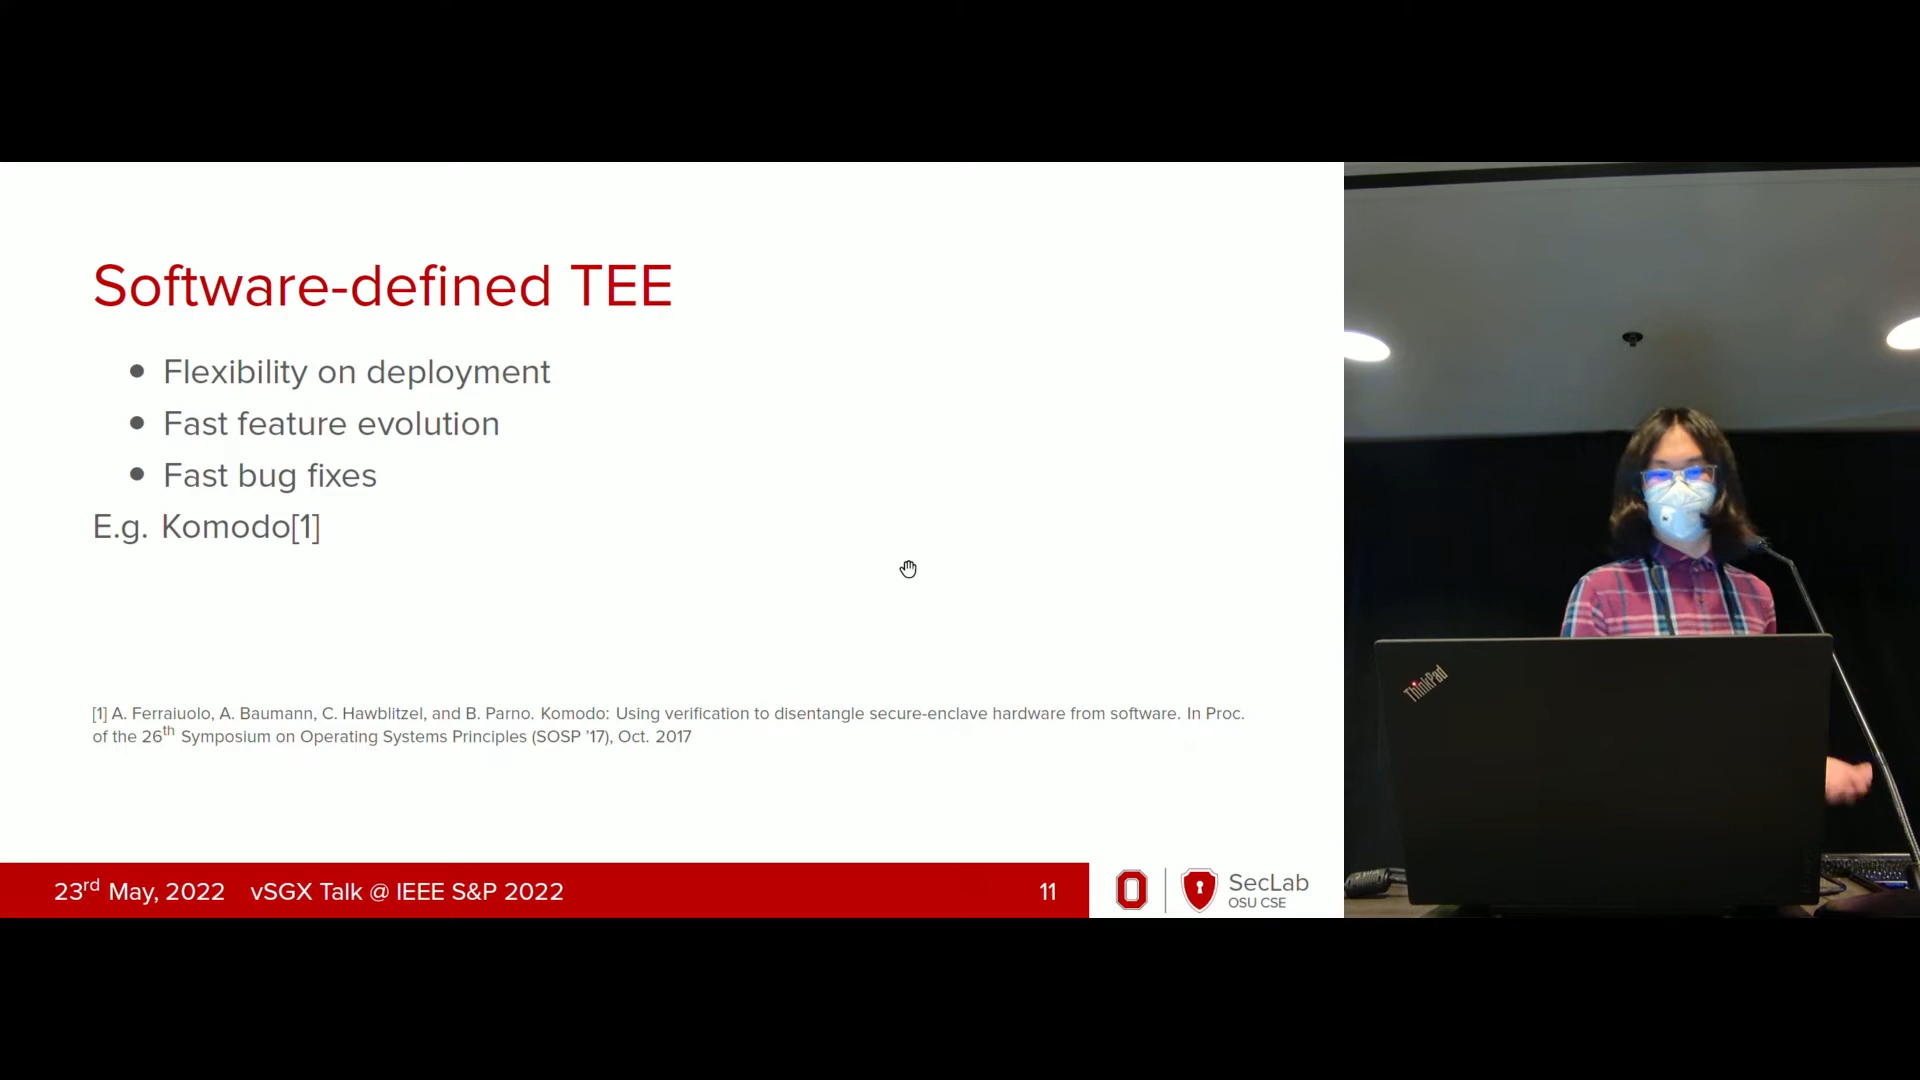 Software-defined TEE
• Flexibility on deployment
• Fast feature evolution
• Fast bug fixes
E.g. Komodo[1]
[1] A. Ferraiuolo, A. Baumann, C. Hawblitzel, and B. Parno. Komodo: Using verification to disentangle secure-enclave hardware from software. In Proc.
of the 26th Symposium on Operating Systems Principles (SOSP ’17), Oct. 2017
23rd May, 2022 vSGX Talk @ IEEE S&P 2022 11
SecLab
OSU CSE
ThinkPad